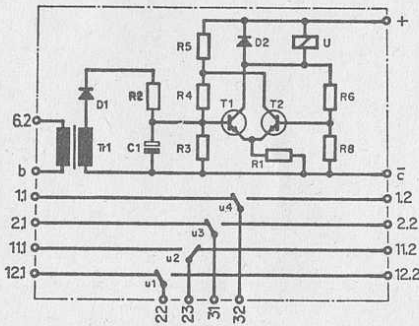 +
R5
D2
U
D1
R2
R4
R6
6.2
T1
T2
Tr1
C1
R3
R8
R1
b
c̅
1.1
u4
1.2
2.1
u3
2.2
11.1
u2
11.2
12.1
u1
12.2
22
23
31
32